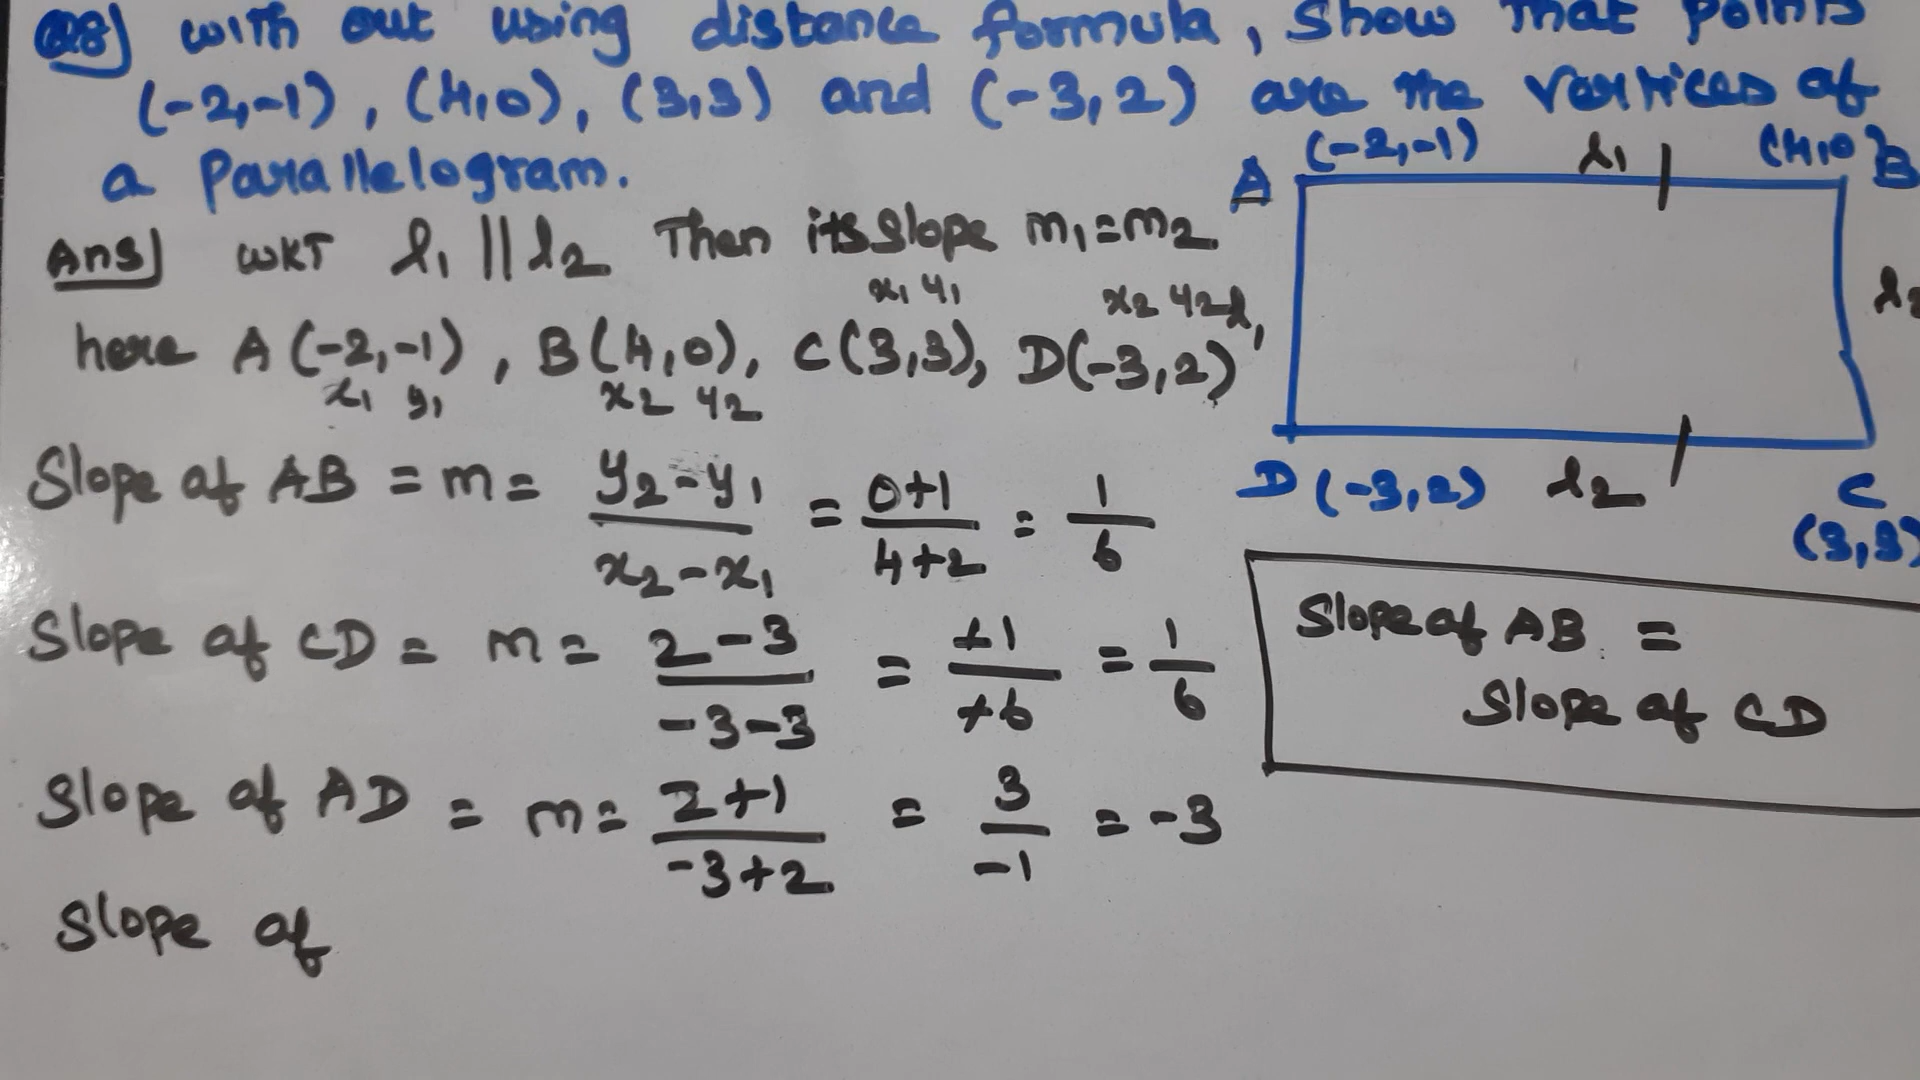 Q8) with out using distance formula, Show that points
(-2,-1), (4,0), (3,3) and (-3,2) are the vertices of
a Parallelogram.
Ans) WKT l₁ || l₂ Then its slope m₁=m₂
x₁ y₁ x₂ y₂
here A(-2,-1), B(4,0), C(3,3), D(-3,2)
x₁ y₁ x₂ y₂
Slope of AB = m = y₂-y₁/x₂-x₁ = 0+1/4+2 = 1/6
Slope of CD = m = 2-3/-3-3 = +1/+6 = 1/6
Slope of AD = m = 2+1/-3+2 = 3/-1 = -3
Slope of
A (-2,-1) l₁ (4,0) B
l₁ l₂
D (-3,2) l₂ C
(3,3)
Slope of AB =
Slope of CD